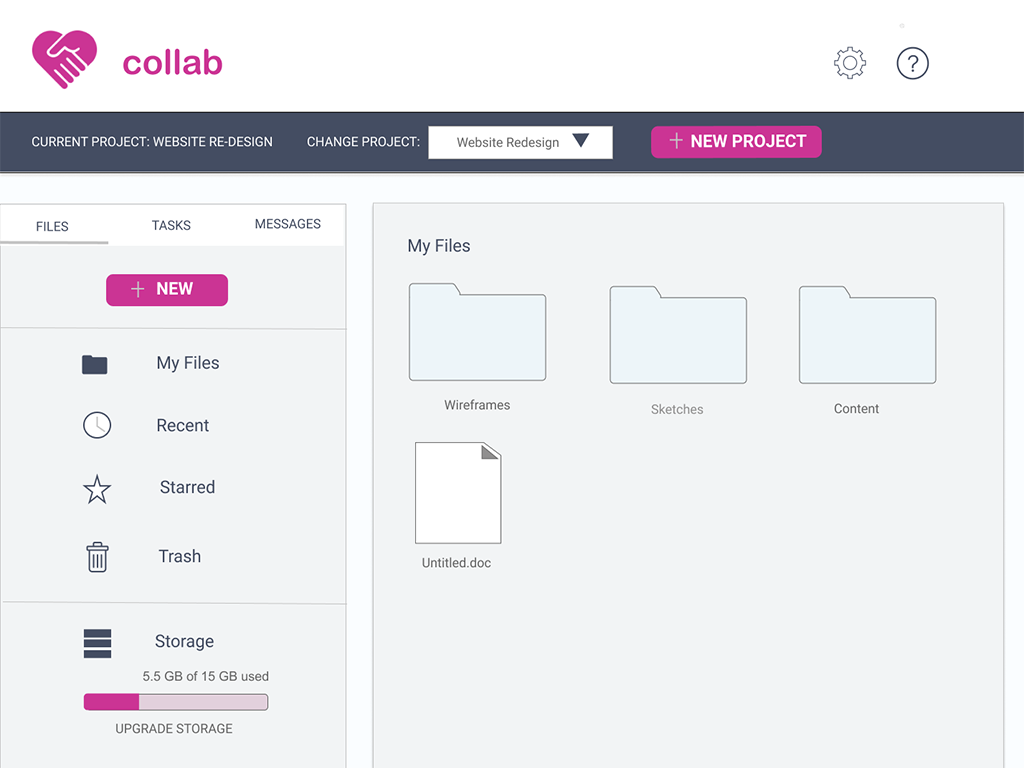 collab
?
CURRENT PROJECT: WEBSITE RE-DESIGN CHANGE PROJECT: Website Redesign + NEW PROJECT
FILES TASKS MESSAGES
+ NEW
My Files
Recent
Starred
Trash
Storage
5.5 GB of 15 GB used
UPGRADE STORAGE
My Files
Wireframes Sketches Content
Untitled.doc